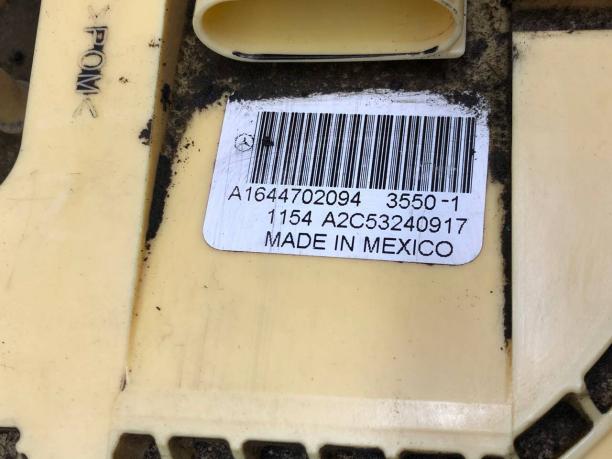 >POM<
A1644702094 3550-1
1154 A2C53240917
MADE IN MEXICO